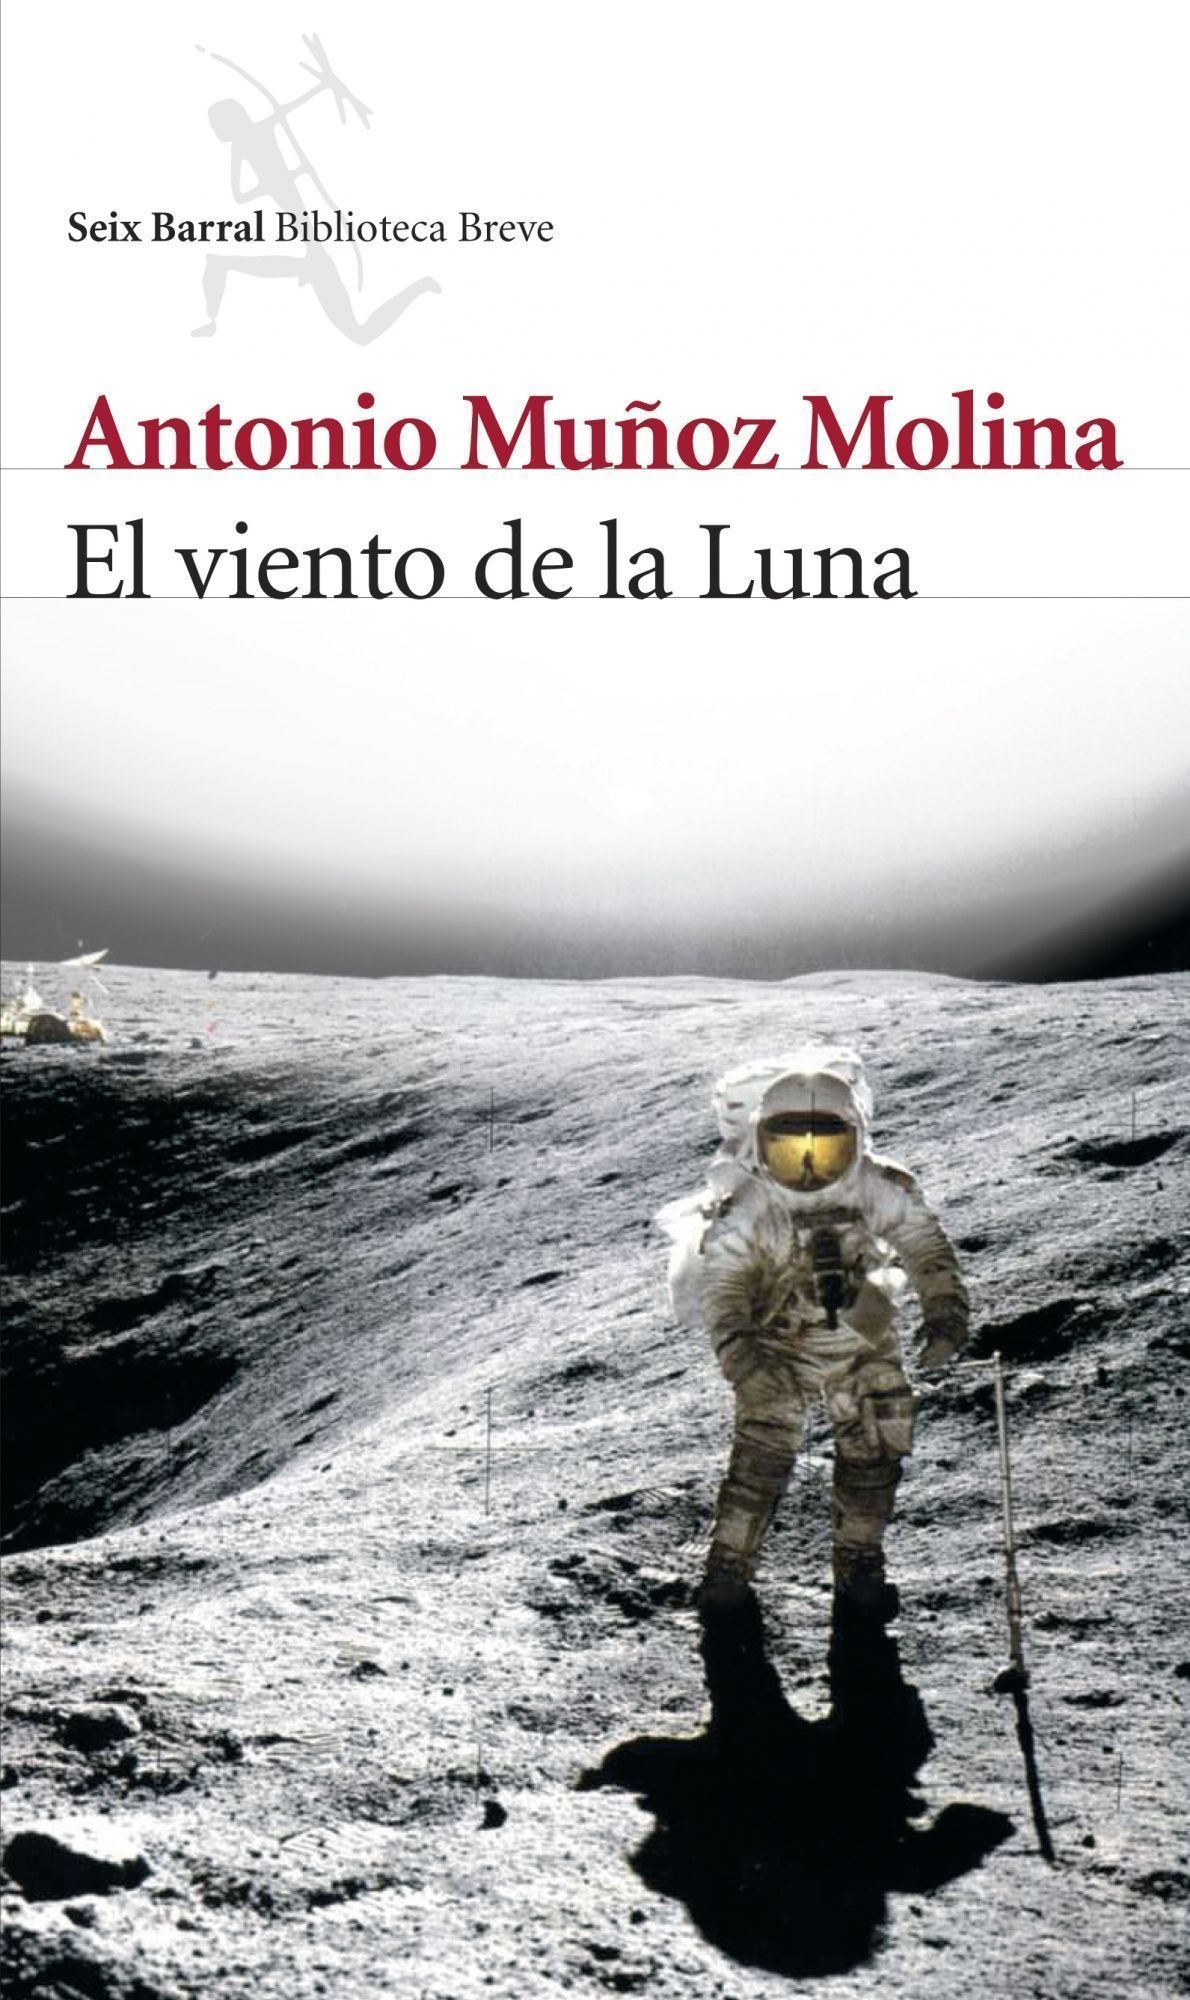 Seix Barral Biblioteca Breve
Antonio Muñoz Molina
El viento de la Luna